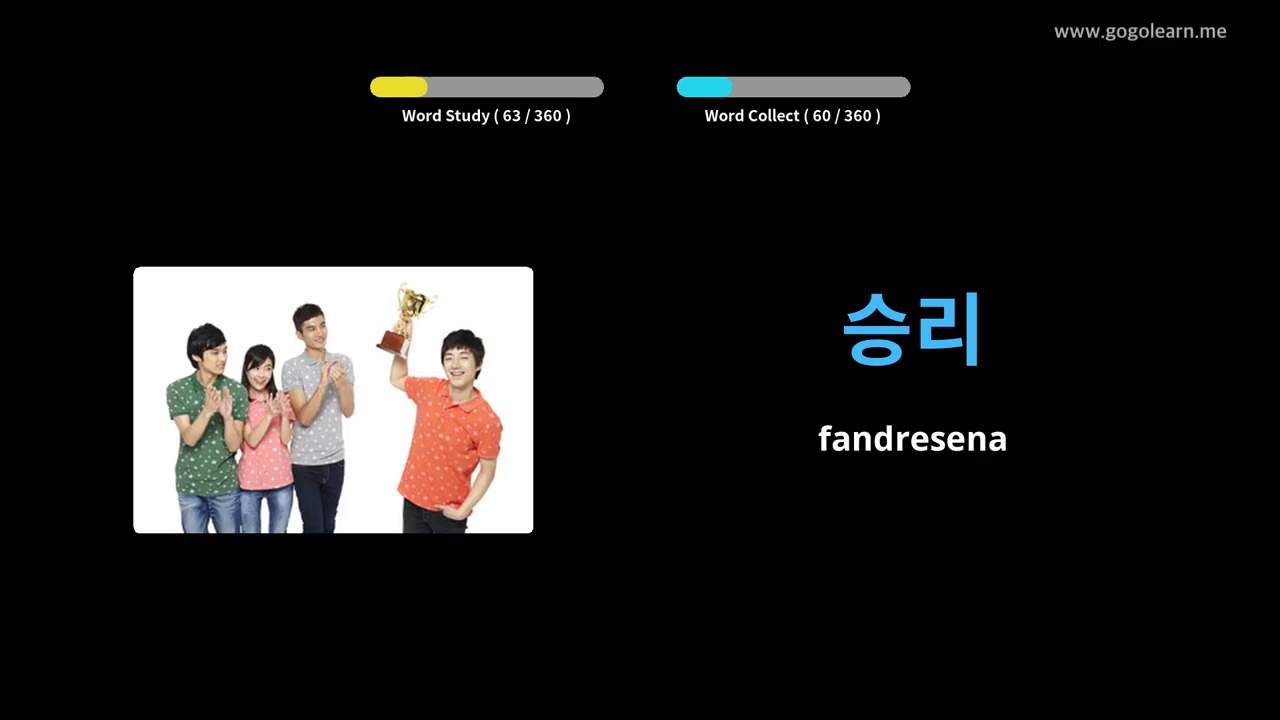 www.gogolearn.me
Word Study ( 63 / 360 )
Word Collect ( 60 / 360 )
승리
fandresena